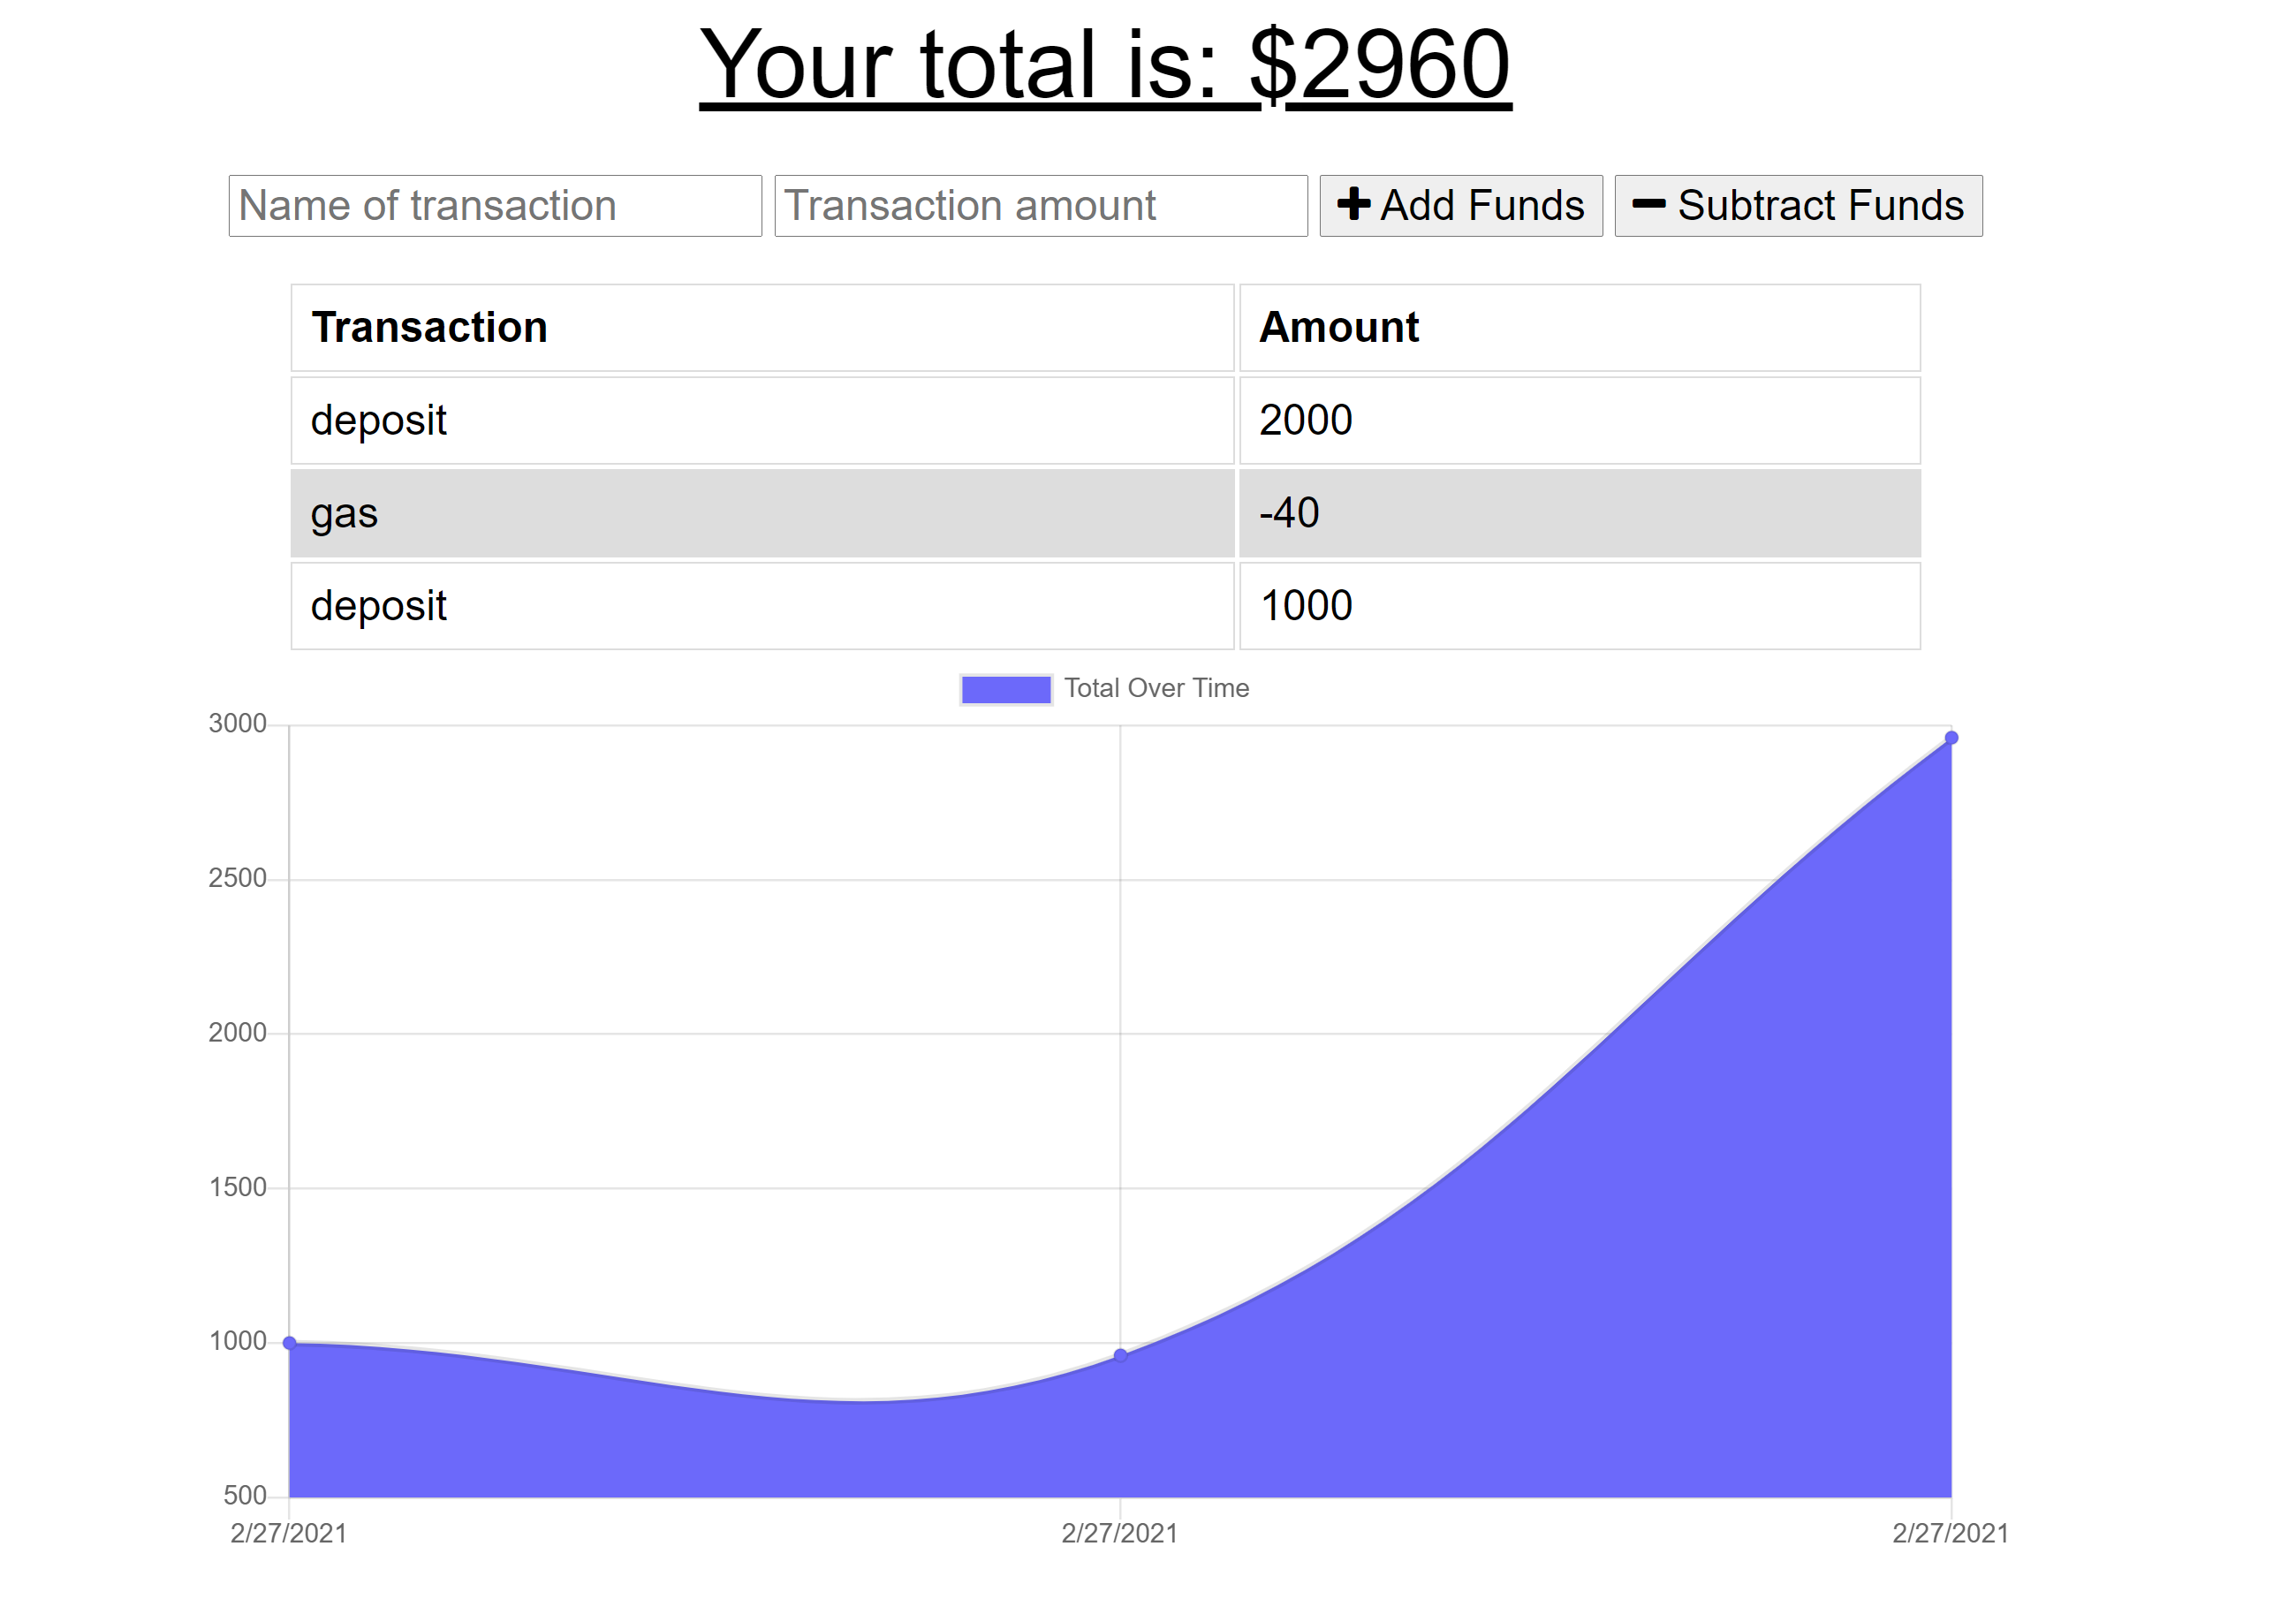 Your total is: $2960
Name of transaction Transaction amount Add Funds Subtract Funds
Transaction Amount
deposit 2000
gas -40
deposit 1000
Total Over Time
3000
2500
2000
1500
1000
500
2/27/2021 2/27/2021 2/27/2021